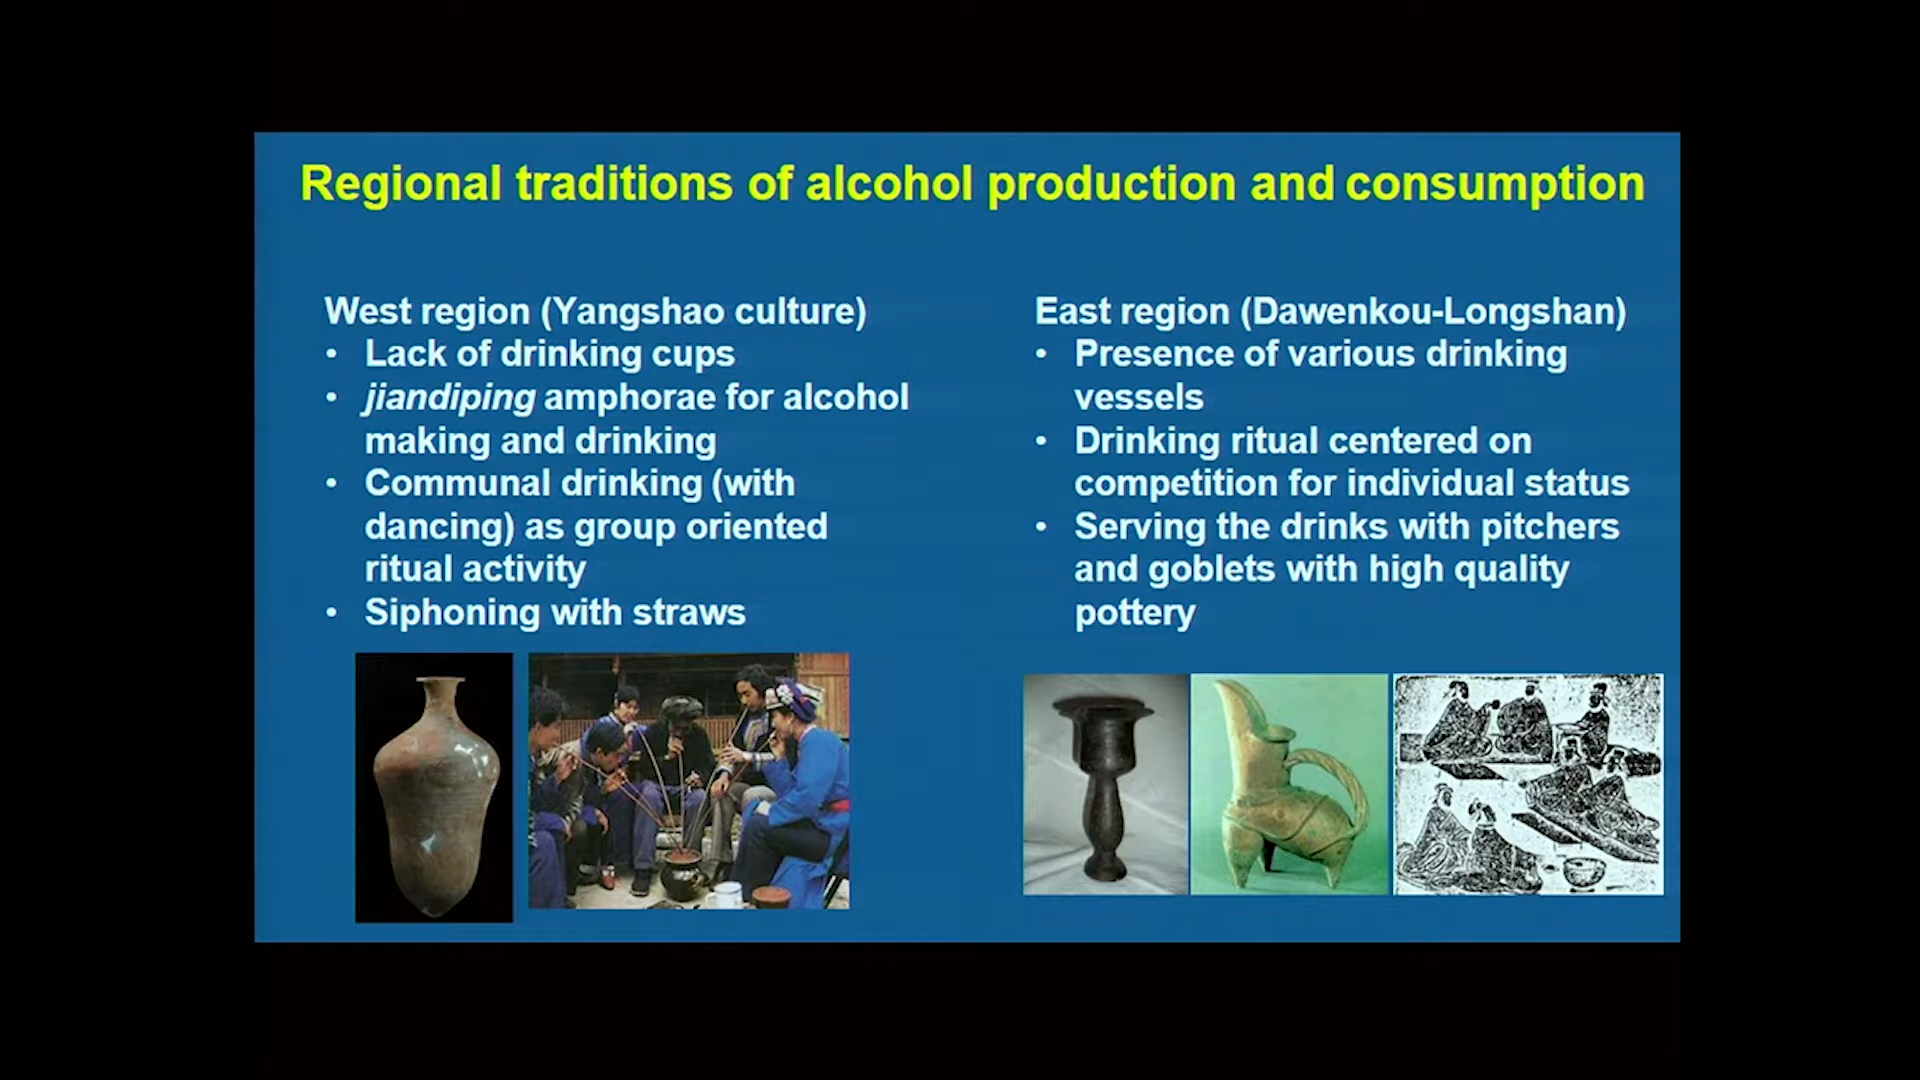 Regional traditions of alcohol production and consumption
West region (Yangshao culture)
• Lack of drinking cups
• jiandiping amphorae for alcohol
making and drinking
• Communal drinking (with
dancing) as group oriented
ritual activity
• Siphoning with straws
East region (Dawenkou-Longshan)
• Presence of various drinking
vessels
• Drinking ritual centered on
competition for individual status
• Serving the drinks with pitchers
and goblets with high quality
pottery